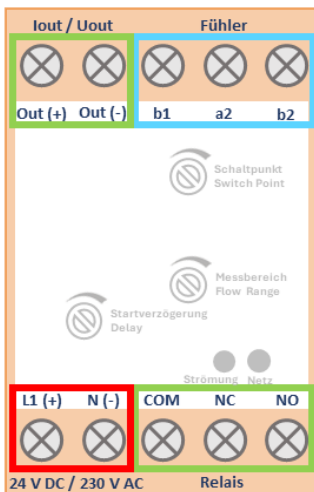 Iout / Uout Fühler
Out (+) Out (-) b1 a2 b2
Schaltpunkt
Switch Point
Messbereich
Flow Range
Startverzögerung
Delay
Strömung Netz
L1 (+) N (-) COM NC NO
24 V DC / 230 V AC Relais